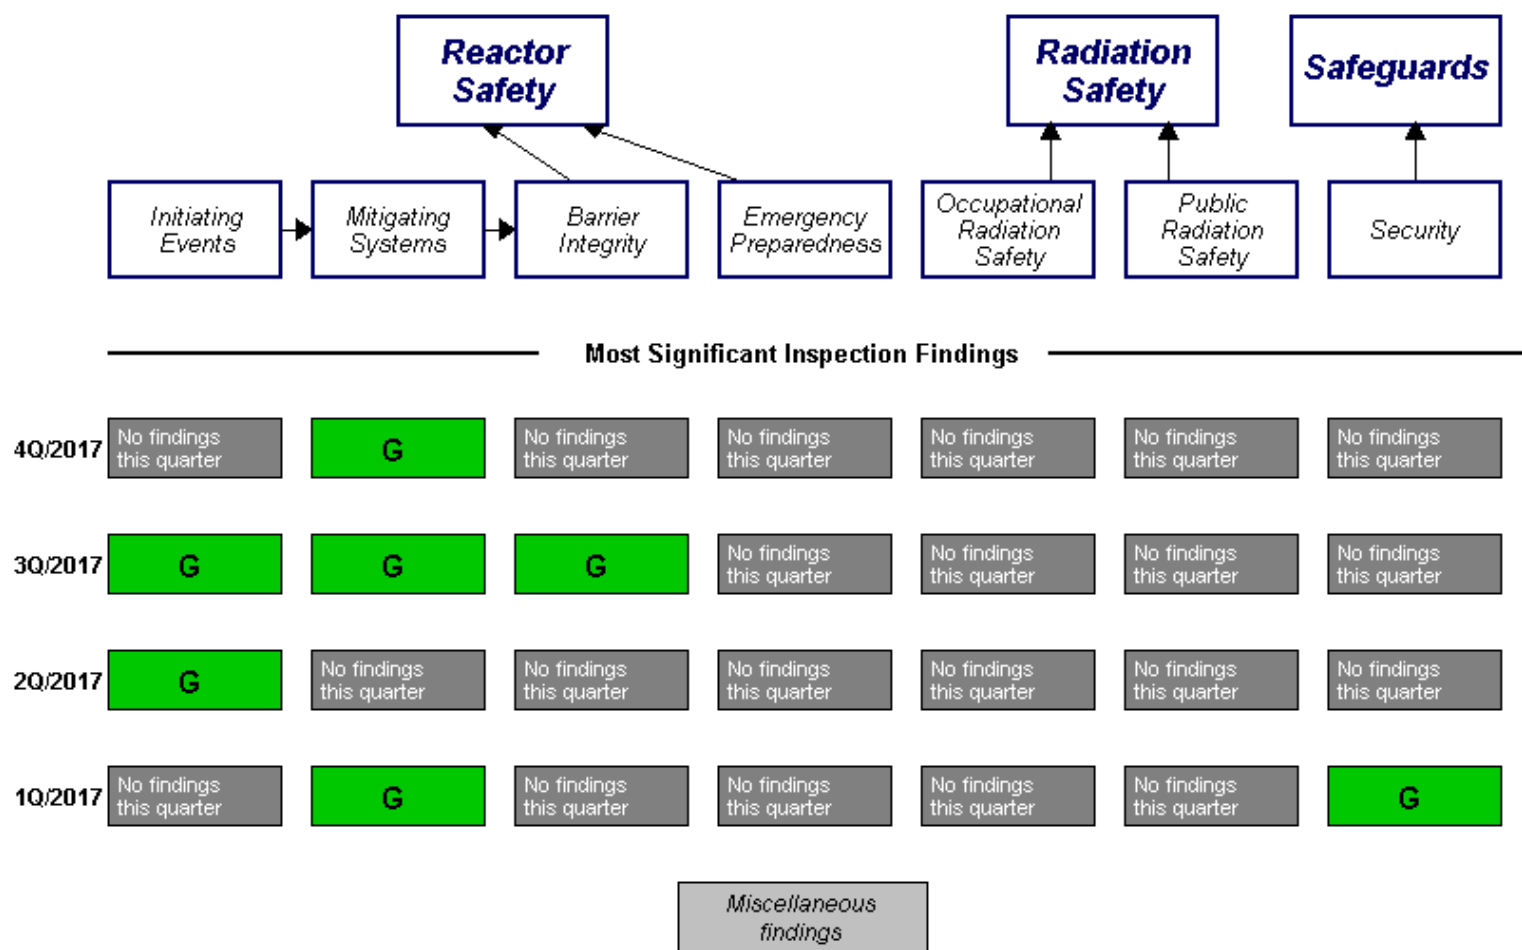 Reactor
Safety
Radiation
Safety
Safeguards
Initiating
Events
Mitigating
Systems
Barrier
Integrity
Emergency
Preparedness
Occupational
Radiation
Safety
Public
Radiation
Safety
Security
Most Significant Inspection Findings
4Q/2017
No findings
this quarter
G
No findings
this quarter
No findings
this quarter
No findings
this quarter
No findings
this quarter
No findings
this quarter
3Q/2017
G
G
G
No findings
this quarter
No findings
this quarter
No findings
this quarter
No findings
this quarter
2Q/2017
G
No findings
this quarter
No findings
this quarter
No findings
this quarter
No findings
this quarter
No findings
this quarter
No findings
this quarter
1Q/2017
No findings
this quarter
G
No findings
this quarter
No findings
this quarter
No findings
this quarter
No findings
this quarter
G
Miscellaneous
findings